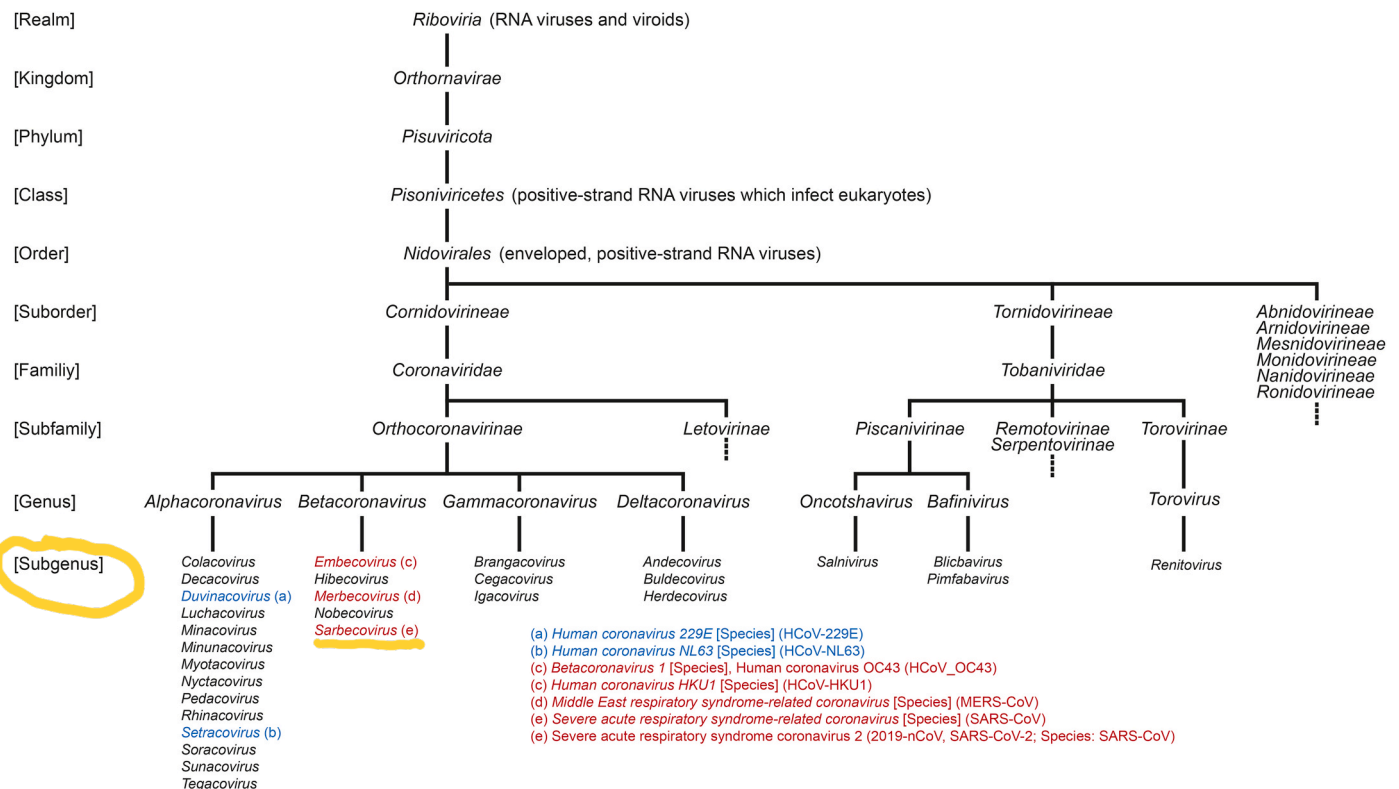 [Realm] Riboviria (RNA viruses and viroids)
[Kingdom] Orthornavirae
[Phylum] Pisuviricota
[Class] Pisoniviricetes (positive-strand RNA viruses which infect eukaryotes)
[Order] Nidovirales (enveloped, positive-strand RNA viruses)
[Suborder] Cornidovirineae Tornidovirineae Abnidovirineae
Arnidovirineae
Mesnidovirineae
Monidovirineae
Nanidovirineae
Ronidovirineae
[Familiy] Coronaviridae Tobaniviridae
[Subfamily] Orthocoronavirinae Letovirinae Piscanivirinae Remotovirinae Torovirinae
Serpentovirinae
[Genus] Alphacoronavirus Betacoronavirus Gammacoronavirus Deltacoronavirus Oncotshavirus Bafinivirus Torovirus
[Subgenus]
Colacovirus
Decacovirus
Duvinacovirus (a)
Luchacovirus
Minacovirus
Minunacovirus
Myotacovirus
Nyctacovirus
Pedacovirus
Rhinacovirus
Setracovirus (b)
Soracovirus
Sunacovirus
Tegacovirus
Embecovirus (c)
Hibecovirus
Merbecovirus (d)
Nobecovirus
Sarbecovirus (e)
Brangacovirus
Cegacovirus
Igacovirus
Andecovirus
Buldecovirus
Herdecovirus
Salnivirus
Blicbavirus
Pimfabavirus
Renitovirus
(a) Human coronavirus 229E [Species] (HCoV-229E)
(b) Human coronavirus NL63 [Species] (HCoV-NL63)
(c) Betacoronavirus 1 [Species], Human coronavirus OC43 (HCoV_OC43)
(c) Human coronavirus HKU1 [Species] (HCoV-HKU1)
(d) Middle East respiratory syndrome-related coronavirus [Species] (MERS-CoV)
(e) Severe acute respiratory syndrome-related coronavirus [Species] (SARS-CoV)
(e) Severe acute respiratory syndrome coronavirus 2 (2019-nCoV, SARS-CoV-2; Species: SARS-CoV)